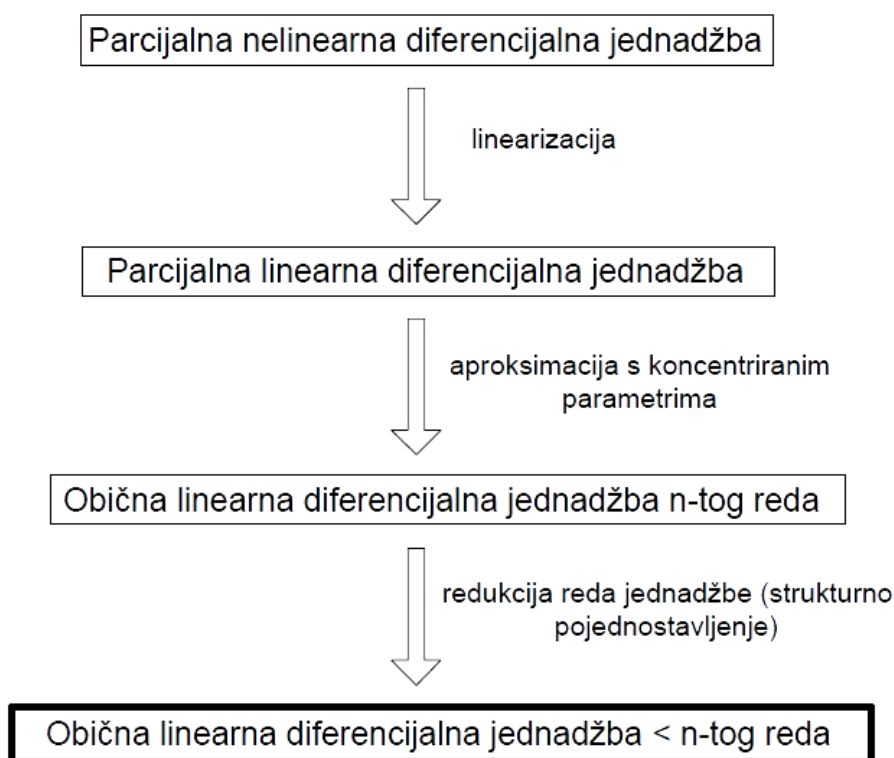 Parcijalna nelinearna diferencijalna jednadžba
linearizacija
Parcijalna linearna diferencijalna jednadžba
aproksimacija s koncentriranim
parametrima
Obična linearna diferencijalna jednadžba n-tog reda
redukcija reda jednadžbe (strukturno
pojednostavljenje)
Obična linearna diferencijalna jednadžba < n-tog reda